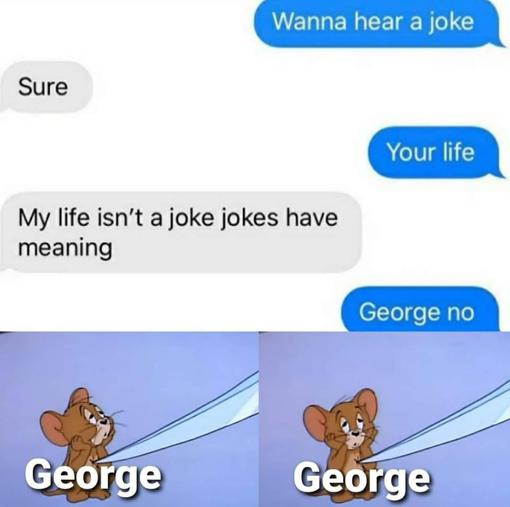 Wanna hear a joke
Sure
Your life
My life isn't a joke jokes have
meaning
George no
George
George